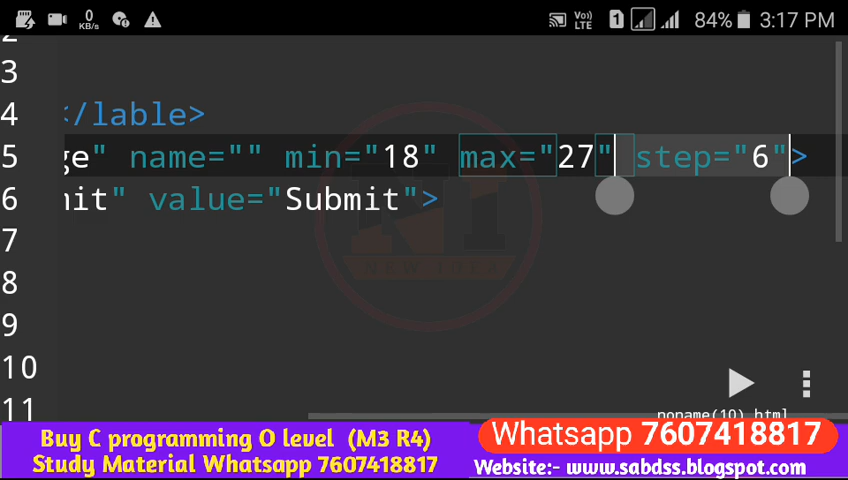 0 KB/s Vo)) LTE 1 84% 3:17 PM
2
3
4 </lable>
5 ge" name="" min="18" max="27" step="6">
6 mit" value="Submit">
7
8
9
10
11
noname(10).html
Buy C programming O level (M3 R4)
Study Material Whatsapp 7607418817
Whatsapp 7607418817
Website:- www.sabdss.blogspot.com